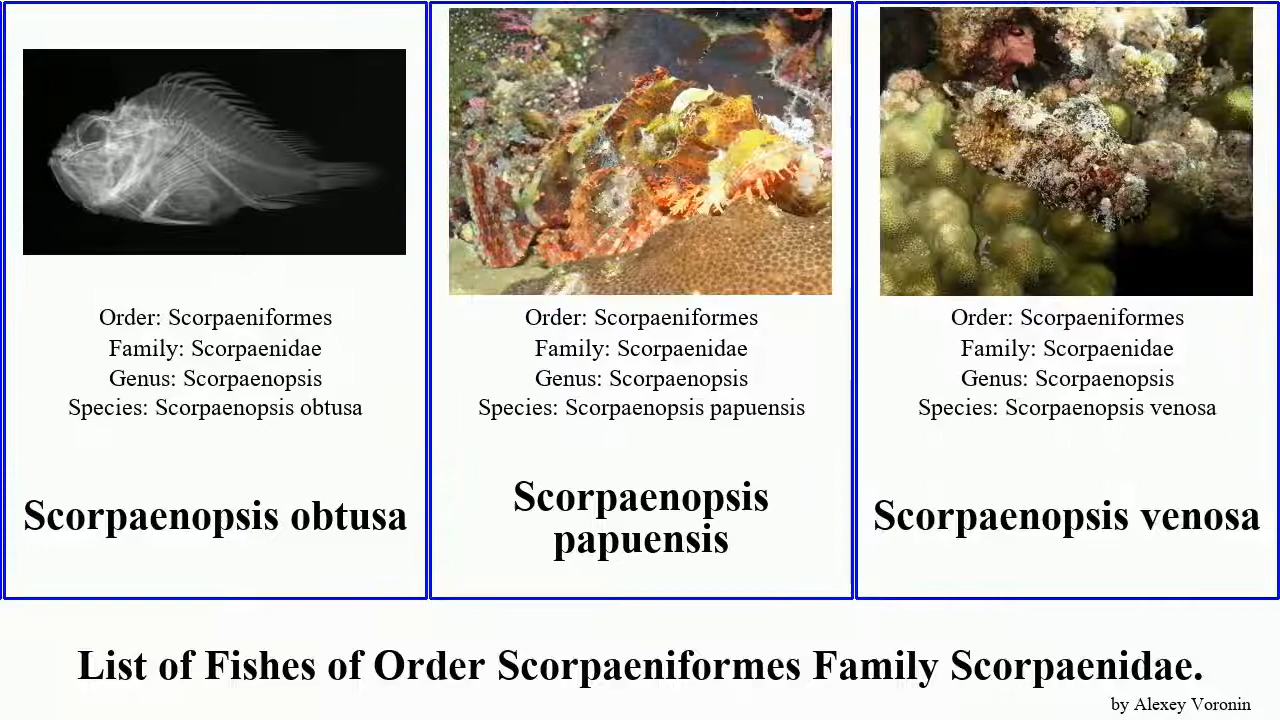 Order: Scorpaeniformes
Family: Scorpaenidae
Genus: Scorpaenopsis
Species: Scorpaenopsis obtusa
Scorpaenopsis obtusa
Order: Scorpaeniformes
Family: Scorpaenidae
Genus: Scorpaenopsis
Species: Scorpaenopsis papuensis
Scorpaenopsis
papuensis
Order: Scorpaeniformes
Family: Scorpaenidae
Genus: Scorpaenopsis
Species: Scorpaenopsis venosa
Scorpaenopsis venosa
List of Fishes of Order Scorpaeniformes Family Scorpaenidae.
by Alexey Voronin